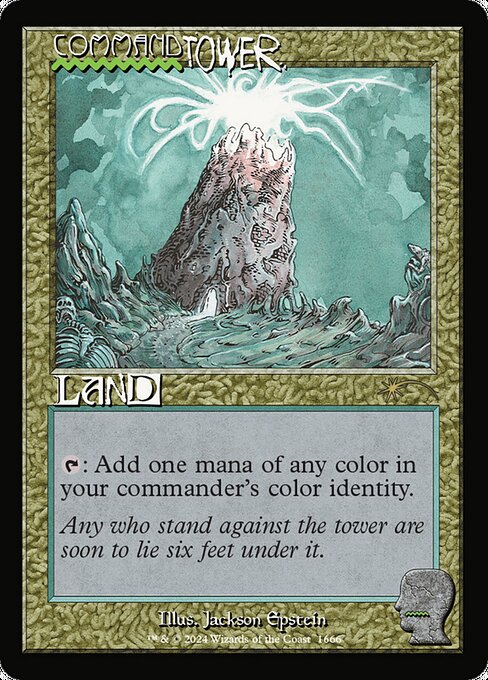 COMMAND TOWER
LAND
: Add one mana of any color in
your commander's color identity.
Any who stand against the tower are
soon to lie six feet under it.
Illus. Jackson Epstein
™ & © 2024 Wizards of the Coast 1666